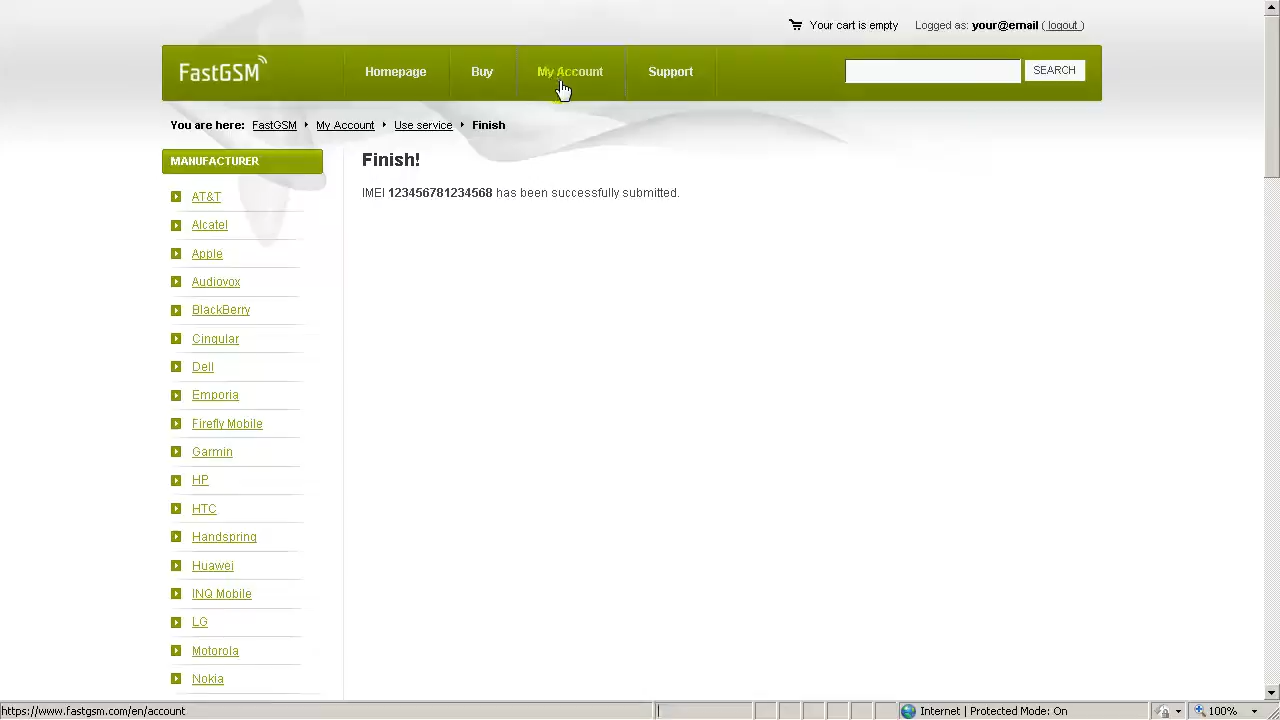 Your cart is empty Logged as: your@email ( logout )
FastGSM Homepage Buy My Account Support SEARCH
You are here: FastGSM My Account Use service Finish
MANUFACTURER
Finish!
IMEI 123456781234568 has been successfully submitted.
AT&T
Alcatel
Apple
Audiovox
BlackBerry
Cingular
Dell
Emporia
Firefly Mobile
Garmin
HP
HTC
Handspring
Huawei
INQ Mobile
LG
Motorola
Nokia
https://www.fastgsm.com/en/account Internet | Protected Mode: On 100%